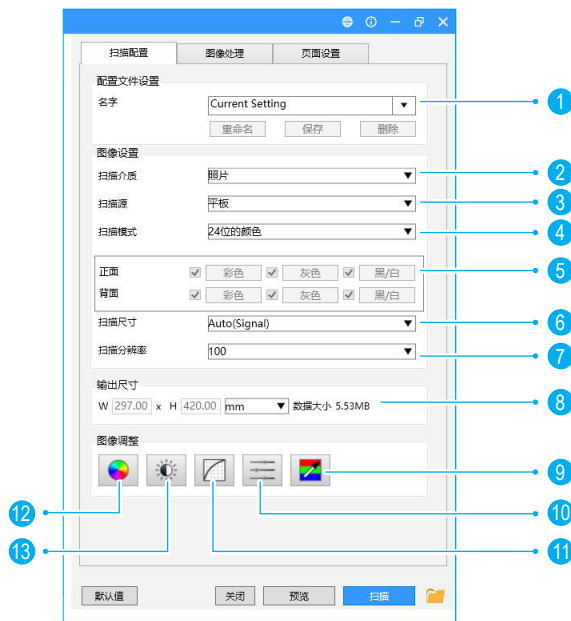 扫描配置 图像处理 页面设置
配置文件设置
名字 Current Setting 1
重命名 保存 删除
图像设置
扫描介质 照片 2
扫描源 平板 3
扫描模式 24位的颜色 4
正面 彩色 灰色 黑/白 5
背面 彩色 灰色 黑/白
扫描尺寸 Auto(Signal) 6
扫描分辨率 100 7
输出尺寸
W 297.00 x H 420.00 mm 数据大小 5.53MB 8
图像调整
9
12 10
13 11
默认值 关闭 预览 扫描